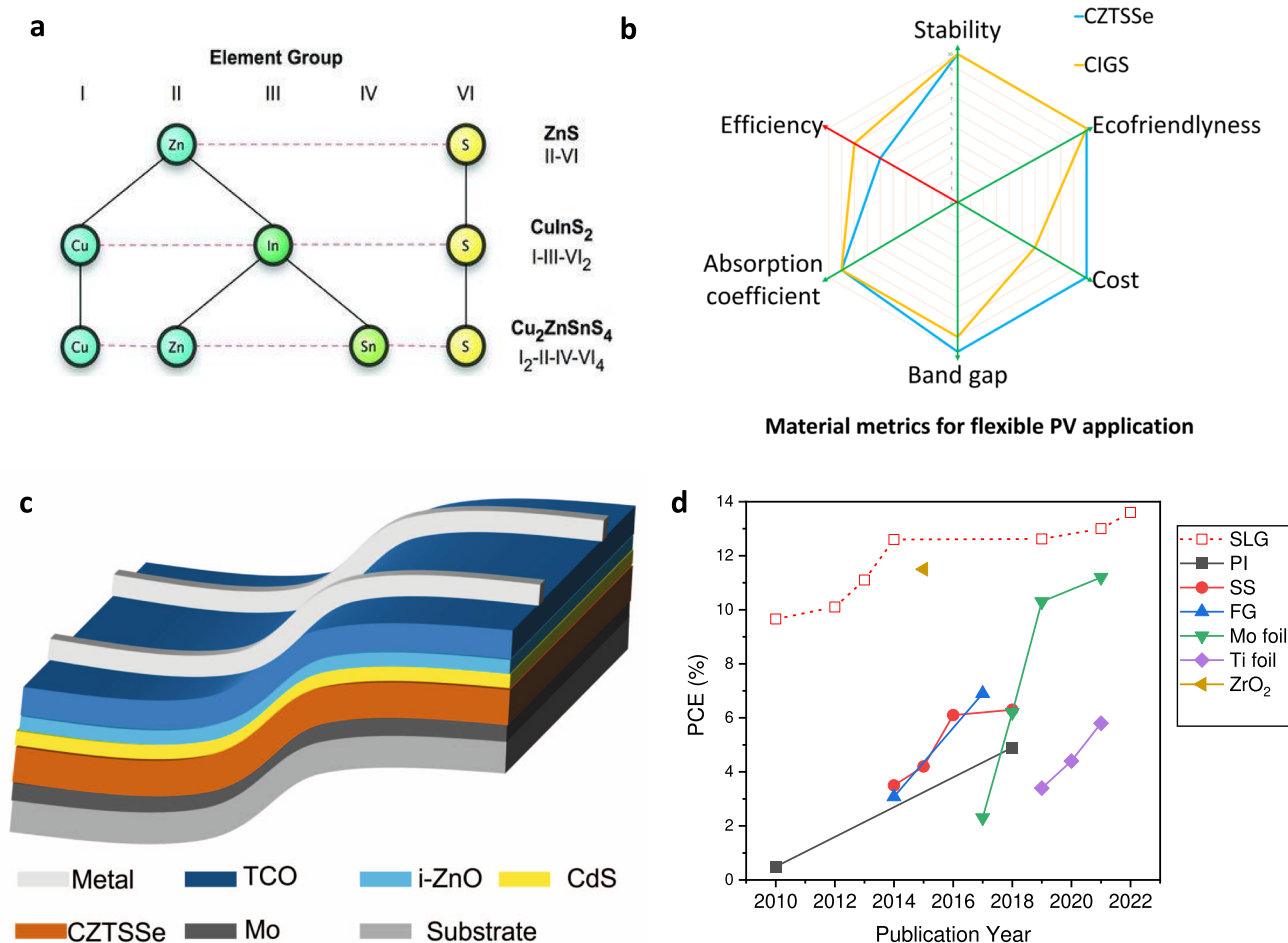 a
Element Group
I II III IV VI
Zn S ZnS
II-VI
Cu In S CuInS₂
I-III-VI₂
Cu Zn Sn S Cu₂ZnSnS₄
I₂-II-IV-VI₄
b
CZTSSe
CIGS
Stability
Efficiency
Ecofriendlyness
Absorption
coefficient
Cost
Band gap
Material metrics for flexible PV application
c
Metal TCO i-ZnO CdS
CZTSSe Mo Substrate
d
PCE (%)
14
12
10
8
6
4
2
0
2010 2012 2014 2016 2018 2020 2022
Publication Year
SLG
PI
SS
FG
Mo foil
Ti foil
ZrO₂